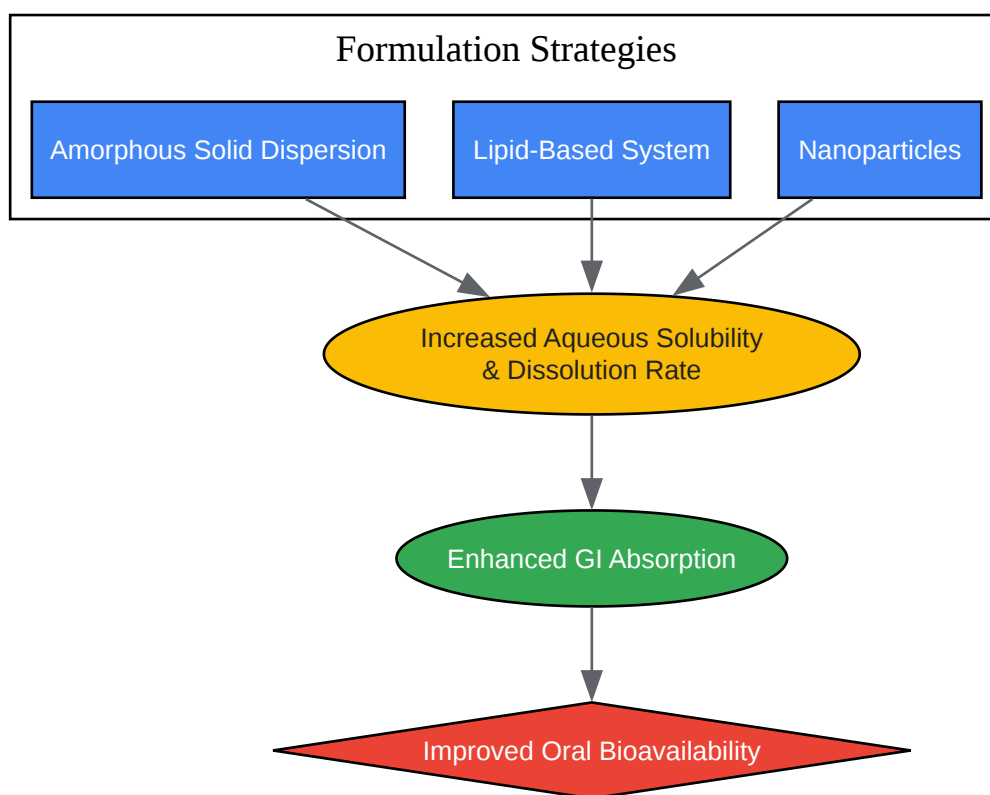 Formulation Strategies
Amorphous Solid Dispersion
Lipid-Based System
Nanoparticles
Increased Aqueous Solubility
& Dissolution Rate
Enhanced GI Absorption
Improved Oral Bioavailability